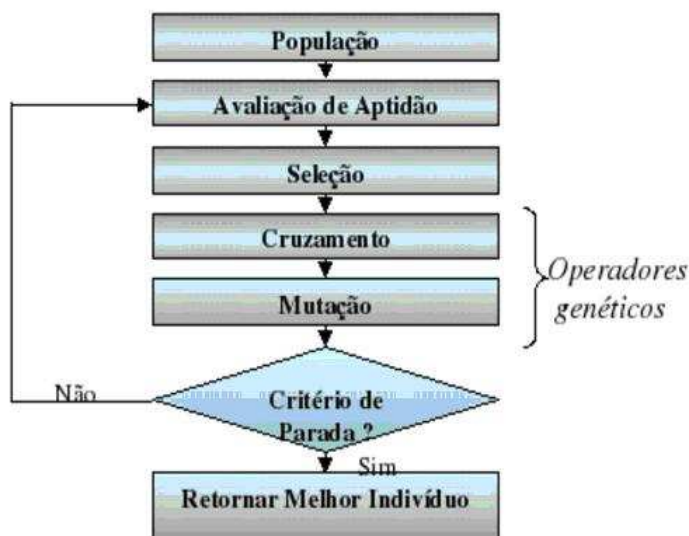 População
Avaliação de Aptidão
Seleção
Cruzamento
Mutação
Operadores
genéticos
Não
Critério de
Parada ?
Sim
Retornar Melhor Indivíduo